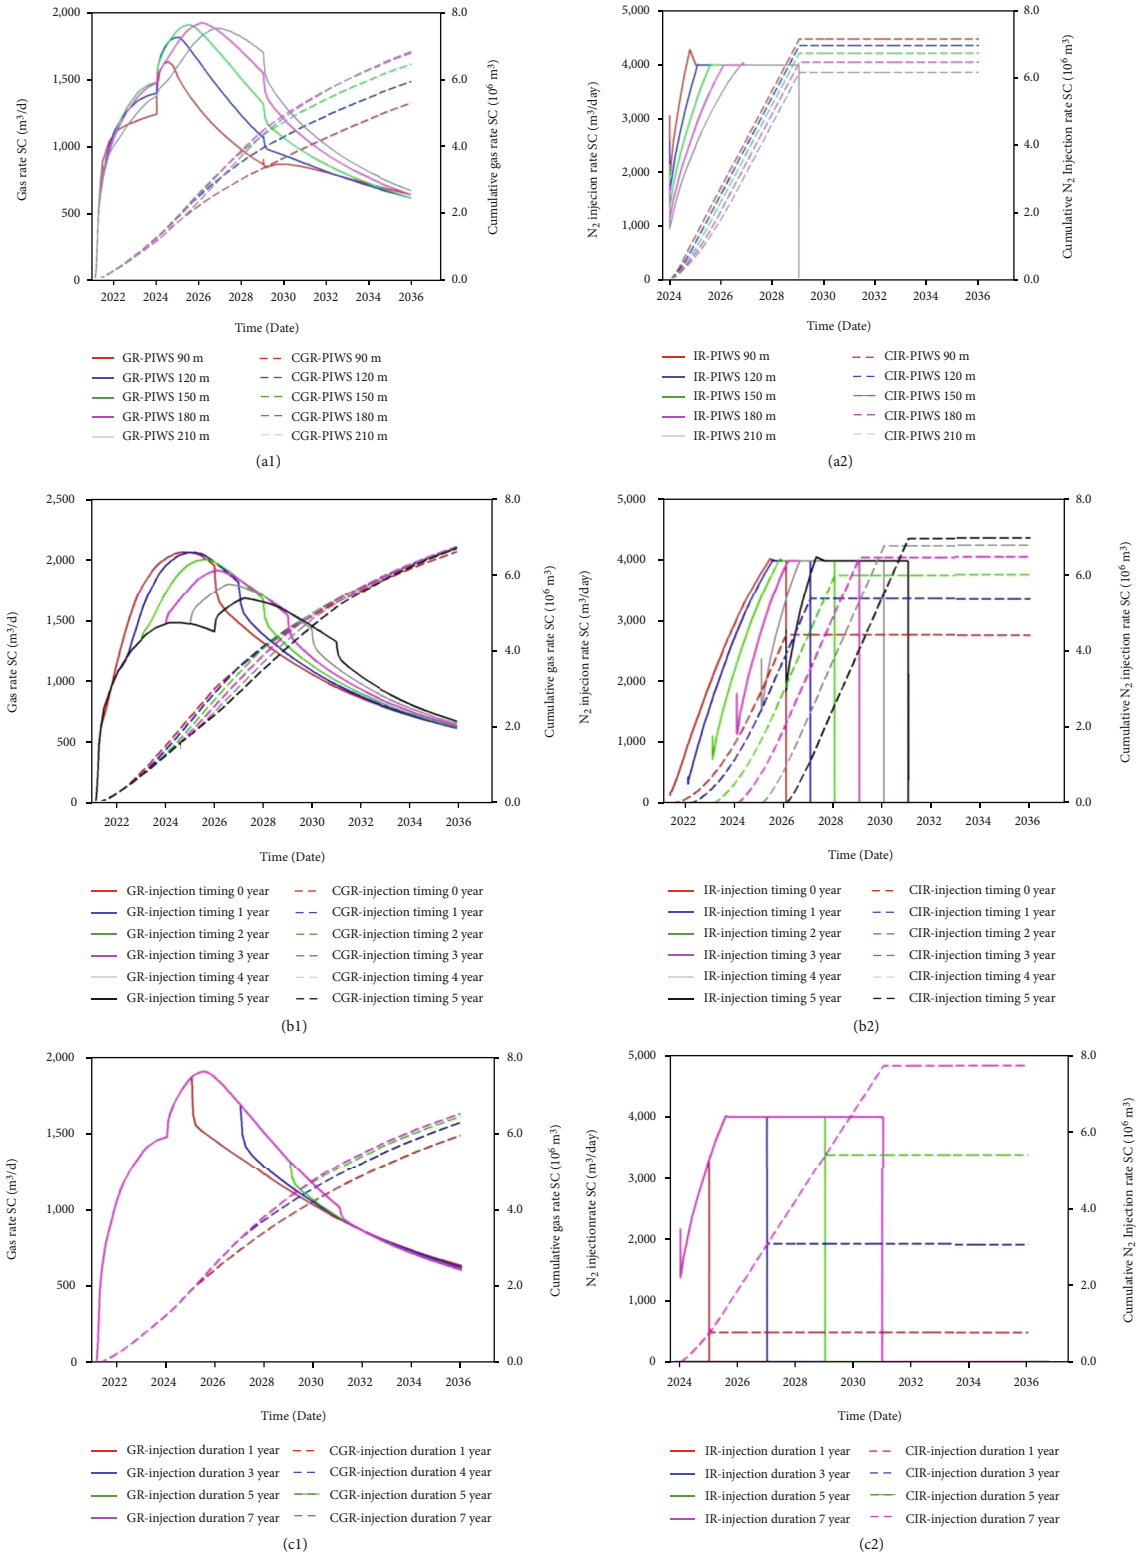 2,000
1,500
1,000
500
0
8.0
6.0
4.0
2.0
0.0
Gas rate SC (m³/d)
Cumulative gas rate SC (10⁶ m³)
2022 2024 2026 2028 2030 2032 2034 2036
Time (Date)
GR-PIWS 90 m CGR-PIWS 90 m
GR-PIWS 120 m CGR-PIWS 120 m
GR-PIWS 150 m CGR-PIWS 150 m
GR-PIWS 180 m CGR-PIWS 180 m
GR-PIWS 210 m CGR-PIWS 210 m
(a1)
5,000
4,000
3,000
2,000
1,000
0
8.0
6.0
4.0
2.0
0.0
N₂ injecion rate SC (m³/day)
Cumulative N₂ Injection rate SC (10⁶ m³)
2024 2026 2028 2030 2032 2034 2036
Time (Date)
IR-PIWS 90 m CIR-PIWS 90 m
IR-PIWS 120 m CIR-PIWS 120 m
IR-PIWS 150 m CIR-PIWS 150 m
IR-PIWS 180 m CIR-PIWS 180 m
IR-PIWS 210 m CIR-PIWS 210 m
(a2)
2,500
2,000
1,500
1,000
500
0
8.0
6.0
4.0
2.0
0.0
Gas rate SC (m³/d)
Cumulative gas rate SC (10⁶ m³)
2022 2024 2026 2028 2030 2032 2034 2036
Time (Date)
GR-injection timing 0 year CGR-injection timing 0 year
GR-injection timing 1 year CGR-injection timing 1 year
GR-injection timing 2 year CGR-injection timing 2 year
GR-injection timing 3 year CGR-injection timing 3 year
GR-injection timing 4 year CGR-injection timing 4 year
GR-injection timing 5 year CGR-injection timing 5 year
(b1)
5,000
4,000
3,000
2,000
1,000
0
8.0
6.0
4.0
2.0
0.0
N₂ injecion rate SC (m³/day)
Cumulative N₂ injection rate SC (10⁶ m³)
2022 2024 2026 2028 2030 2032 2034 2036
Time (Date)
IR-injection timing 0 year CIR-injection timing 0 year
IR-injection timing 1 year CIR-injection timing 1 year
IR-injection timing 2 year CIR-injection timing 2 year
IR-injection timing 3 year CIR-injection timing 3 year
IR-injection timing 4 year CIR-injection timing 4 year
IR-injection timing 5 year CIR-injection timing 5 year
(b2)
2,000
1,500
1,000
500
0
8.0
6.0
4.0
2.0
0.0
Gas rate SC (m³/d)
Cumulative gas rate SC (10⁶ m³)
2022 2024 2026 2028 2030 2032 2034 2036
Time (Date)
GR-injection duration 1 year CGR-injection duration 1 year
GR-injection duration 3 year CGR-injection duration 4 year
GR-injection duration 5 year CGR-injection duration 5 year
GR-injection duration 7 year CGR-injection duration 7 year
(c1)
5,000
4,000
3,000
2,000
1,000
0
8.0
6.0
4.0
2.0
0.0
N₂ injectionrate SC (m³/day)
Cumulative N₂ Injection rate SC (10⁶ m³)
2024 2026 2028 2030 2032 2034 2036
Time (Date)
IR-injection duration 1 year CIR-injection duration 1 year
IR-injection duration 3 year CIR-injection duration 3 year
IR-injection duration 5 year CIR-injection duration 5 year
IR-injection duration 7 year CIR-injection duration 7 year
(c2)